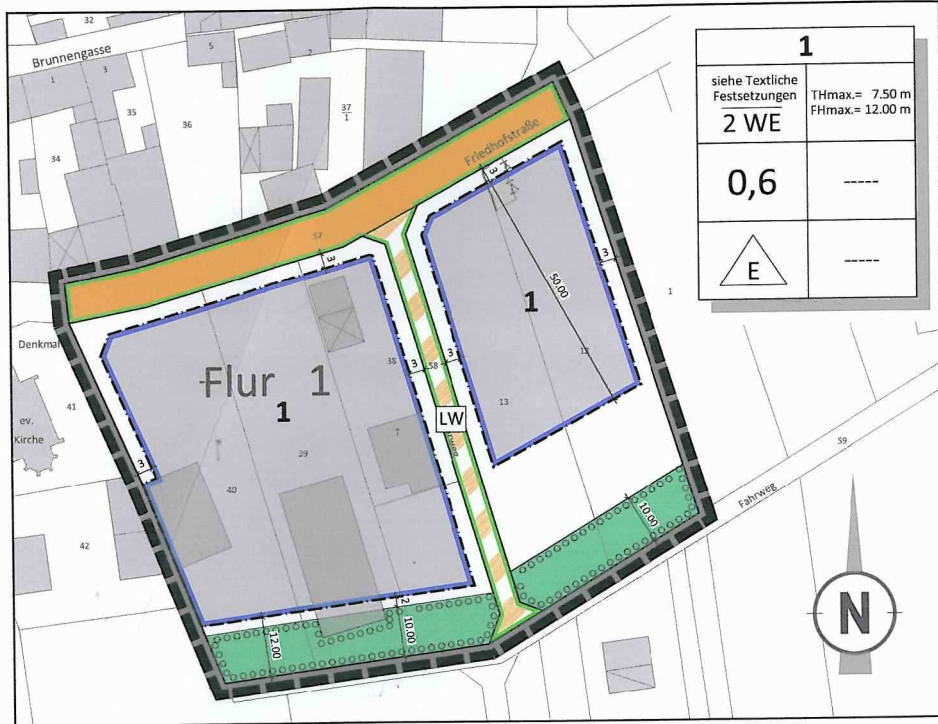 32
Brunnengasse
5
2
1
3
35
36
37
1
34
Friedhofstraße
57
3
3
3
1
siehe Textliche
Festsetzungen
2 WE
THmax.= 7.50 m
FHmax.= 12.00 m
0,6
-----
E
-----
50.00
1
1
Denkmal
41
ev.
Kirche
Flur 1
1
38
3
58
3
12
13
LW
7
39
40
3
42
59
Fahrweg
10.00
2
12.00
10.00
N